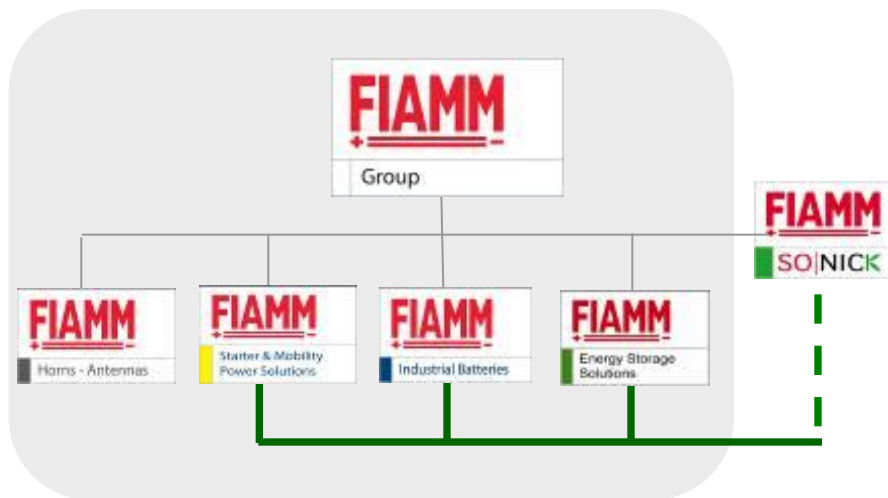 FIAMM
Group
FIAMM
SO|NICK
FIAMM
Horns - Antennas
FIAMM
Starter & Mobility
Power Solutions
FIAMM
Industrial Batteries
FIAMM
Energy Storage
Solutions